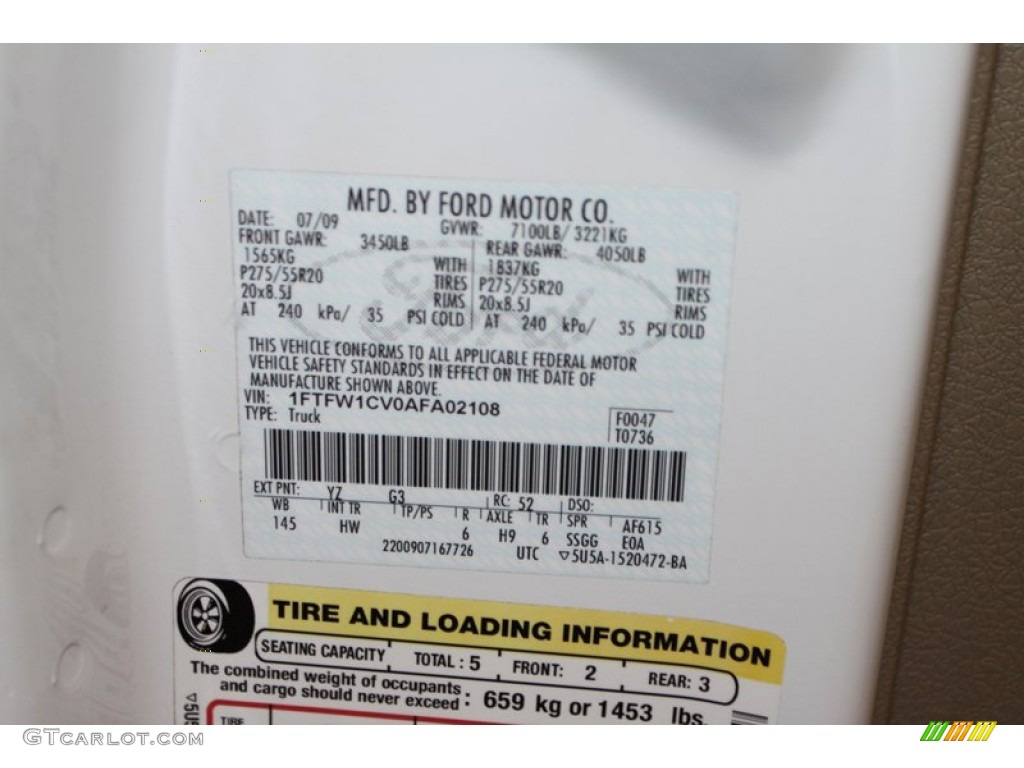 MFD. BY FORD MOTOR CO.
DATE: 07/09 GVWR: 7100LB/ 3221KG
FRONT GAWR: 3450LB REAR GAWR: 4050LB
1565KG WITH 1837KG WITH
P275/55R20 TIRES P275/55R20 TIRES
20x8.5J RIMS 20x8.5J RIMS
AT 240 kPa/ 35 PSI COLD AT 240 kPa/ 35 PSI COLD
THIS VEHICLE CONFORMS TO ALL APPLICABLE FEDERAL MOTOR
VEHICLE SAFETY STANDARDS IN EFFECT ON THE DATE OF
MANUFACTURE SHOWN ABOVE.
VIN: 1FTFW1CV0AFA02108
TYPE: Truck
F0047
T0736
EXT PNT: YZ G3 RC: 52 DSO:
WB INT TR TP/PS R AXLE TR SPR AF615
145 HW 6 H9 6 SSGG EOA
2200907167726 UTC ▽5U5A-1520472-BA
TIRE AND LOADING INFORMATION
SEATING CAPACITY TOTAL : 5 FRONT: 2 REAR: 3
The combined weight of occupants
and cargo should never exceed : 659 kg or 1453 lbs.
▽5U5
TIRE
GTCarlot.com